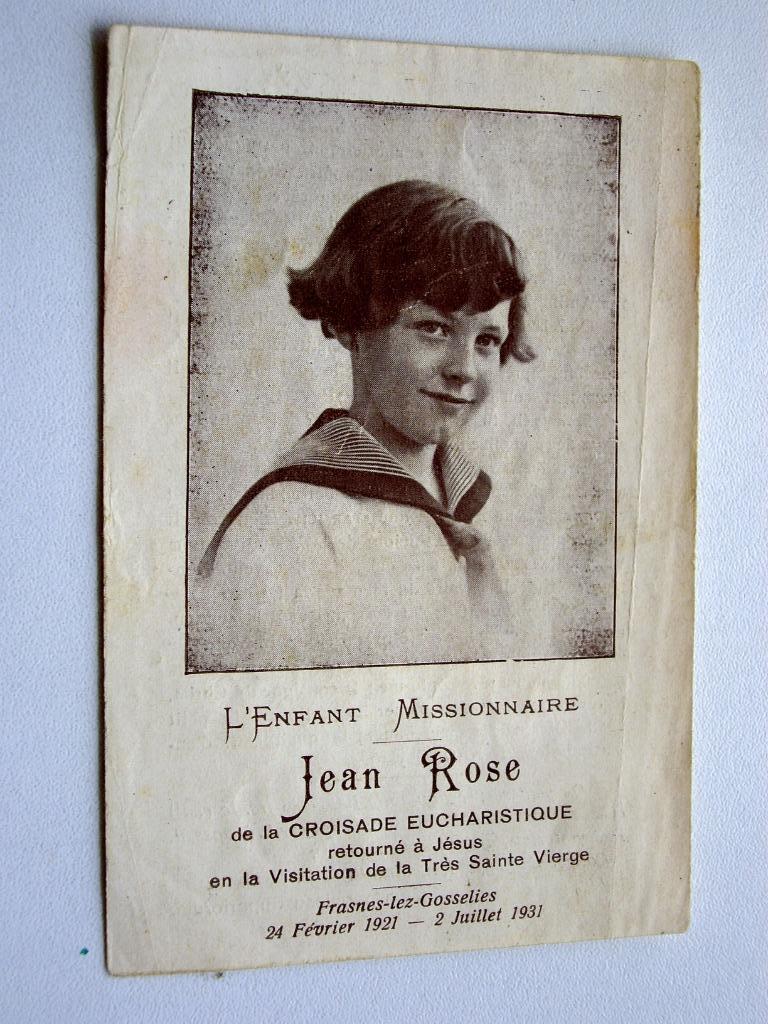 L'Enfant Missionnaire
Jean Rose
de la CROISADE EUCHARISTIQUE
retourné à Jésus
en la Visitation de la Très Sainte Vierge
Frasnes-lez-Gosselies
24 Février 1921 — 2 Juillet 1931